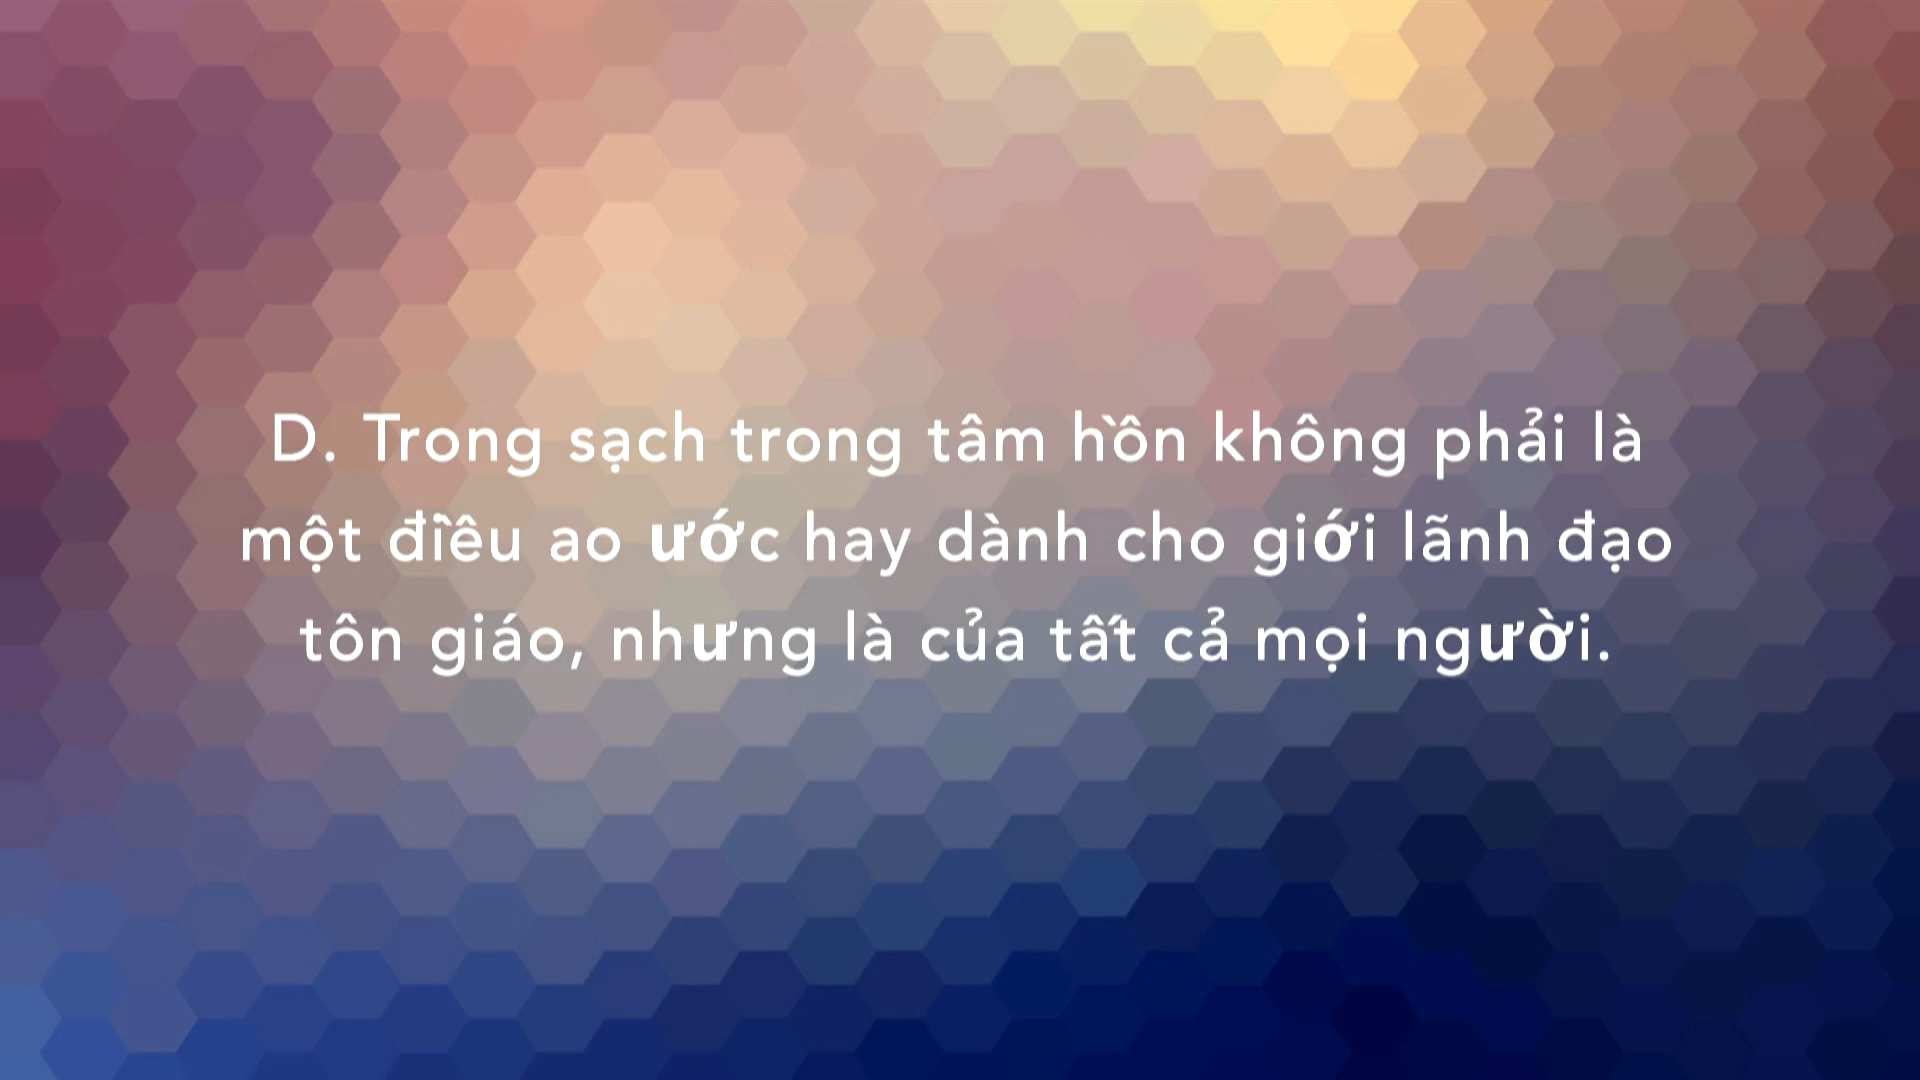 D. Trong sạch trong tâm hồn không phải là
một điều ao ước hay dành cho giới lãnh đạo
tôn giáo, nhưng là của tất cả mọi người.